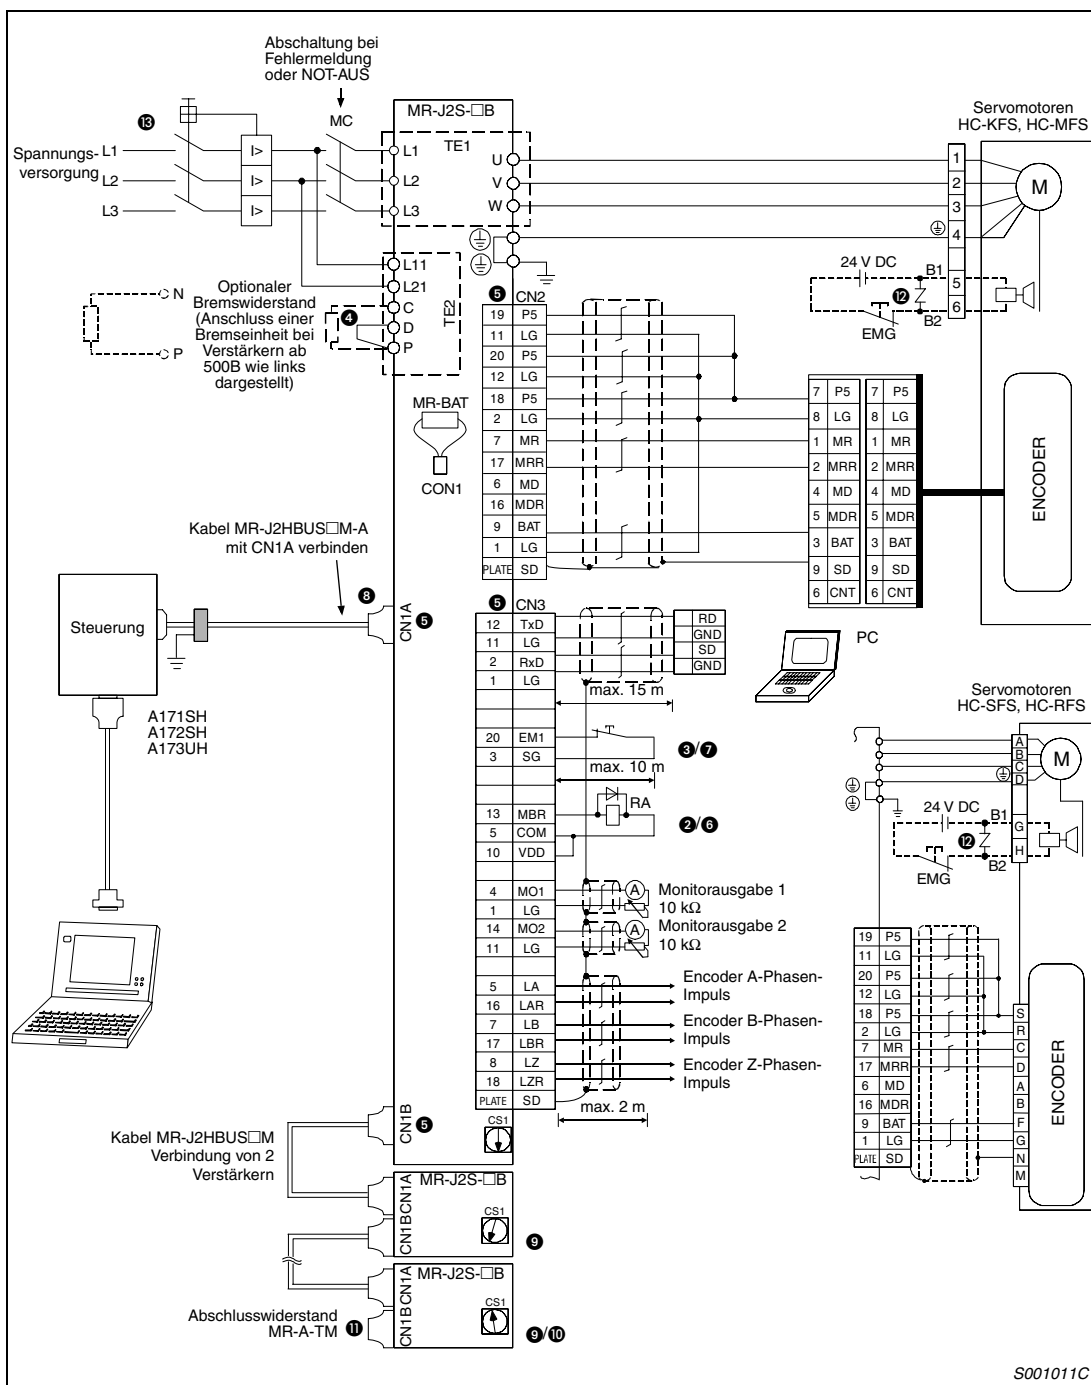 Abschaltung bei
Fehlermeldung
oder NOT-AUS
MC
⓭
Spannungs-
versorgung
L1
L2
L3
I>
I>
I>
MR-J2S-□B
TE1
L1
L2
L3
U
V
W
Servomotoren
HC-KFS, HC-MFS
1
2
3
4
5
6
M
24 V DC
B1
B2
⓬
EMG
L11
L21
C
D
P
TE2
❹
N
P
Optionaler
Bremswiderstand
(Anschluss einer
Bremseinheit bei
Verstärkern ab
500B wie links
dargestellt)
MR-BAT
CON1
❺ CN2
19 P5
11 LG
20 P5
12 LG
18 P5
2 LG
7 MR
17 MRR
6 MD
16 MDR
9 BAT
1 LG
PLATE SD
7 P5 7 P5
8 LG 8 LG
1 MR 1 MR
2 MRR 2 MRR
4 MD 4 MD
5 MDR 5 MDR
3 BAT 3 BAT
9 SD 9 SD
6 CNT 6 CNT
ENCODER
Kabel MR-J2HBUS□M-A
mit CN1A verbinden
Steuerung
❽
CN1A
❺
A171SH
A172SH
A173UH
❺ CN3
12 TxD
11 LG
2 RxD
1 LG
20 EM1
3 SG
13 MBR
5 COM
10 VDD
4 MO1
1 LG
14 MO2
11 LG
5 LA
16 LAR
7 LB
17 LBR
8 LZ
18 LZR
PLATE SD
RD
GND
SD
GND
PC
max. 15 m
❸/❼
max. 10 m
RA
❷/❻
A
Monitorausgabe 1
10 kΩ
A
Monitorausgabe 2
10 kΩ
Encoder A-Phasen-
Impuls
Encoder B-Phasen-
Impuls
Encoder Z-Phasen-
Impuls
max. 2 m
Servomotoren
HC-SFS, HC-RFS
A
B
C
D
G
H
M
24 V DC
B1
B2
⓬
EMG
19 P5
11 LG
20 P5
12 LG
18 P5
2 LG
7 MR
17 MRR
6 MD
16 MDR
9 BAT
1 LG
PLATE SD
S
R
C
D
A
B
F
G
N
M
ENCODER
CN1B
❺
CS1
Kabel MR-J2HBUS□M
Verbindung von 2
Verstärkern
MR-J2S-□B
CN1A
CN1B
CS1
❾
MR-J2S-□B
CN1A
CN1B
CS1
❾/❿
Abschlusswiderstand
MR-A-TM
⓫
S001011C